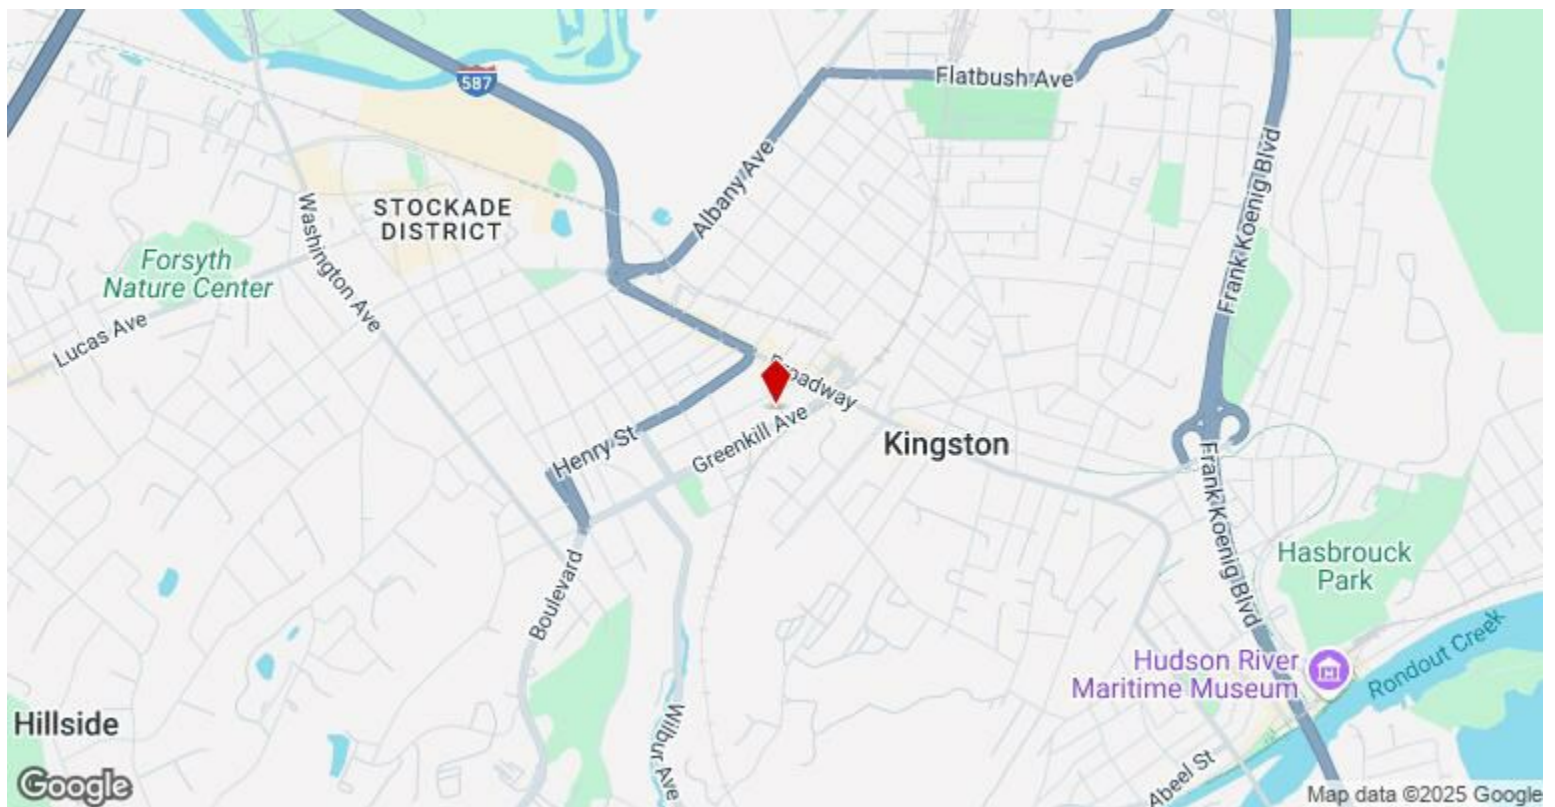 587
Flatbush Ave
Albany Ave
Frank Koenig Blvd
STOCKADE
DISTRICT
Washington Ave
Forsyth
Nature Center
Lucas Ave
Broadway
Greenkill Ave
Kingston
Henry St
Frank Koenig Blvd
Hasbrouck
Park
Boulevard
Hudson River
Maritime Museum
Rondout Creek
Hillside
Wilbur Ave
Abeel St
Google
Map data ©2025 Google